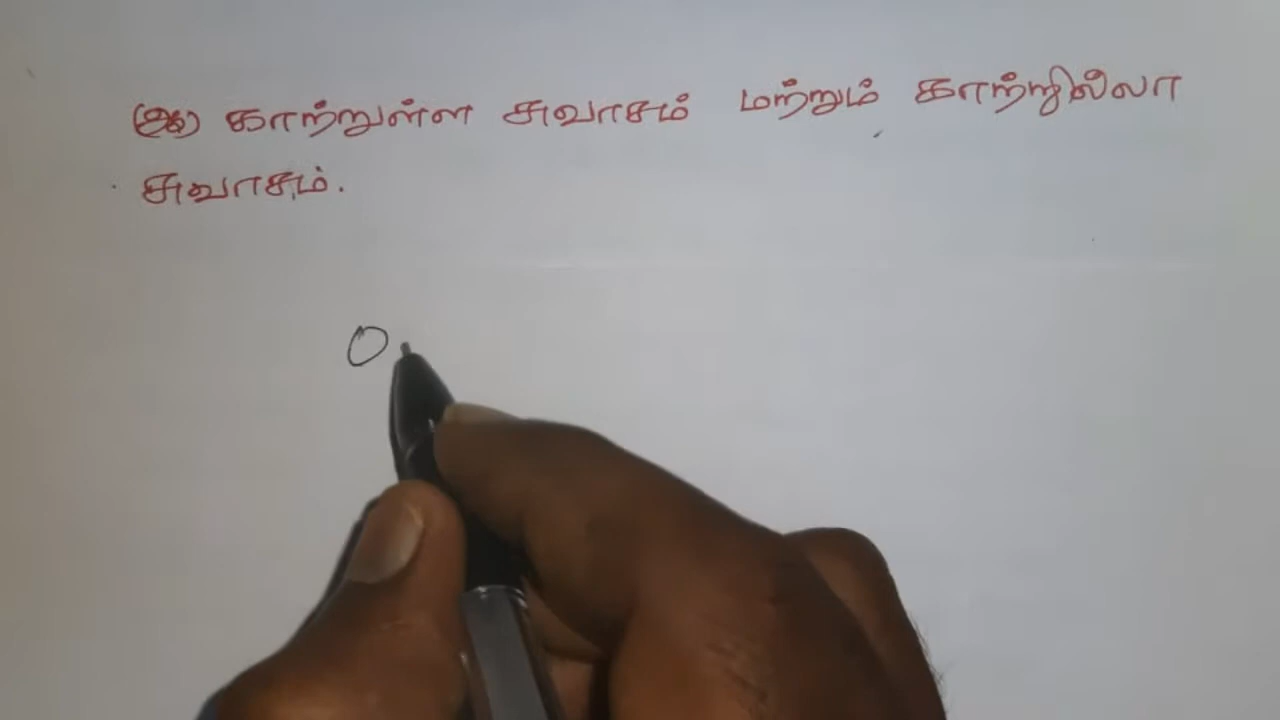 (ஆ) காற்றுள்ள சுவாசம் மற்றும் காற்றில்லா
சுவாசம்.
O